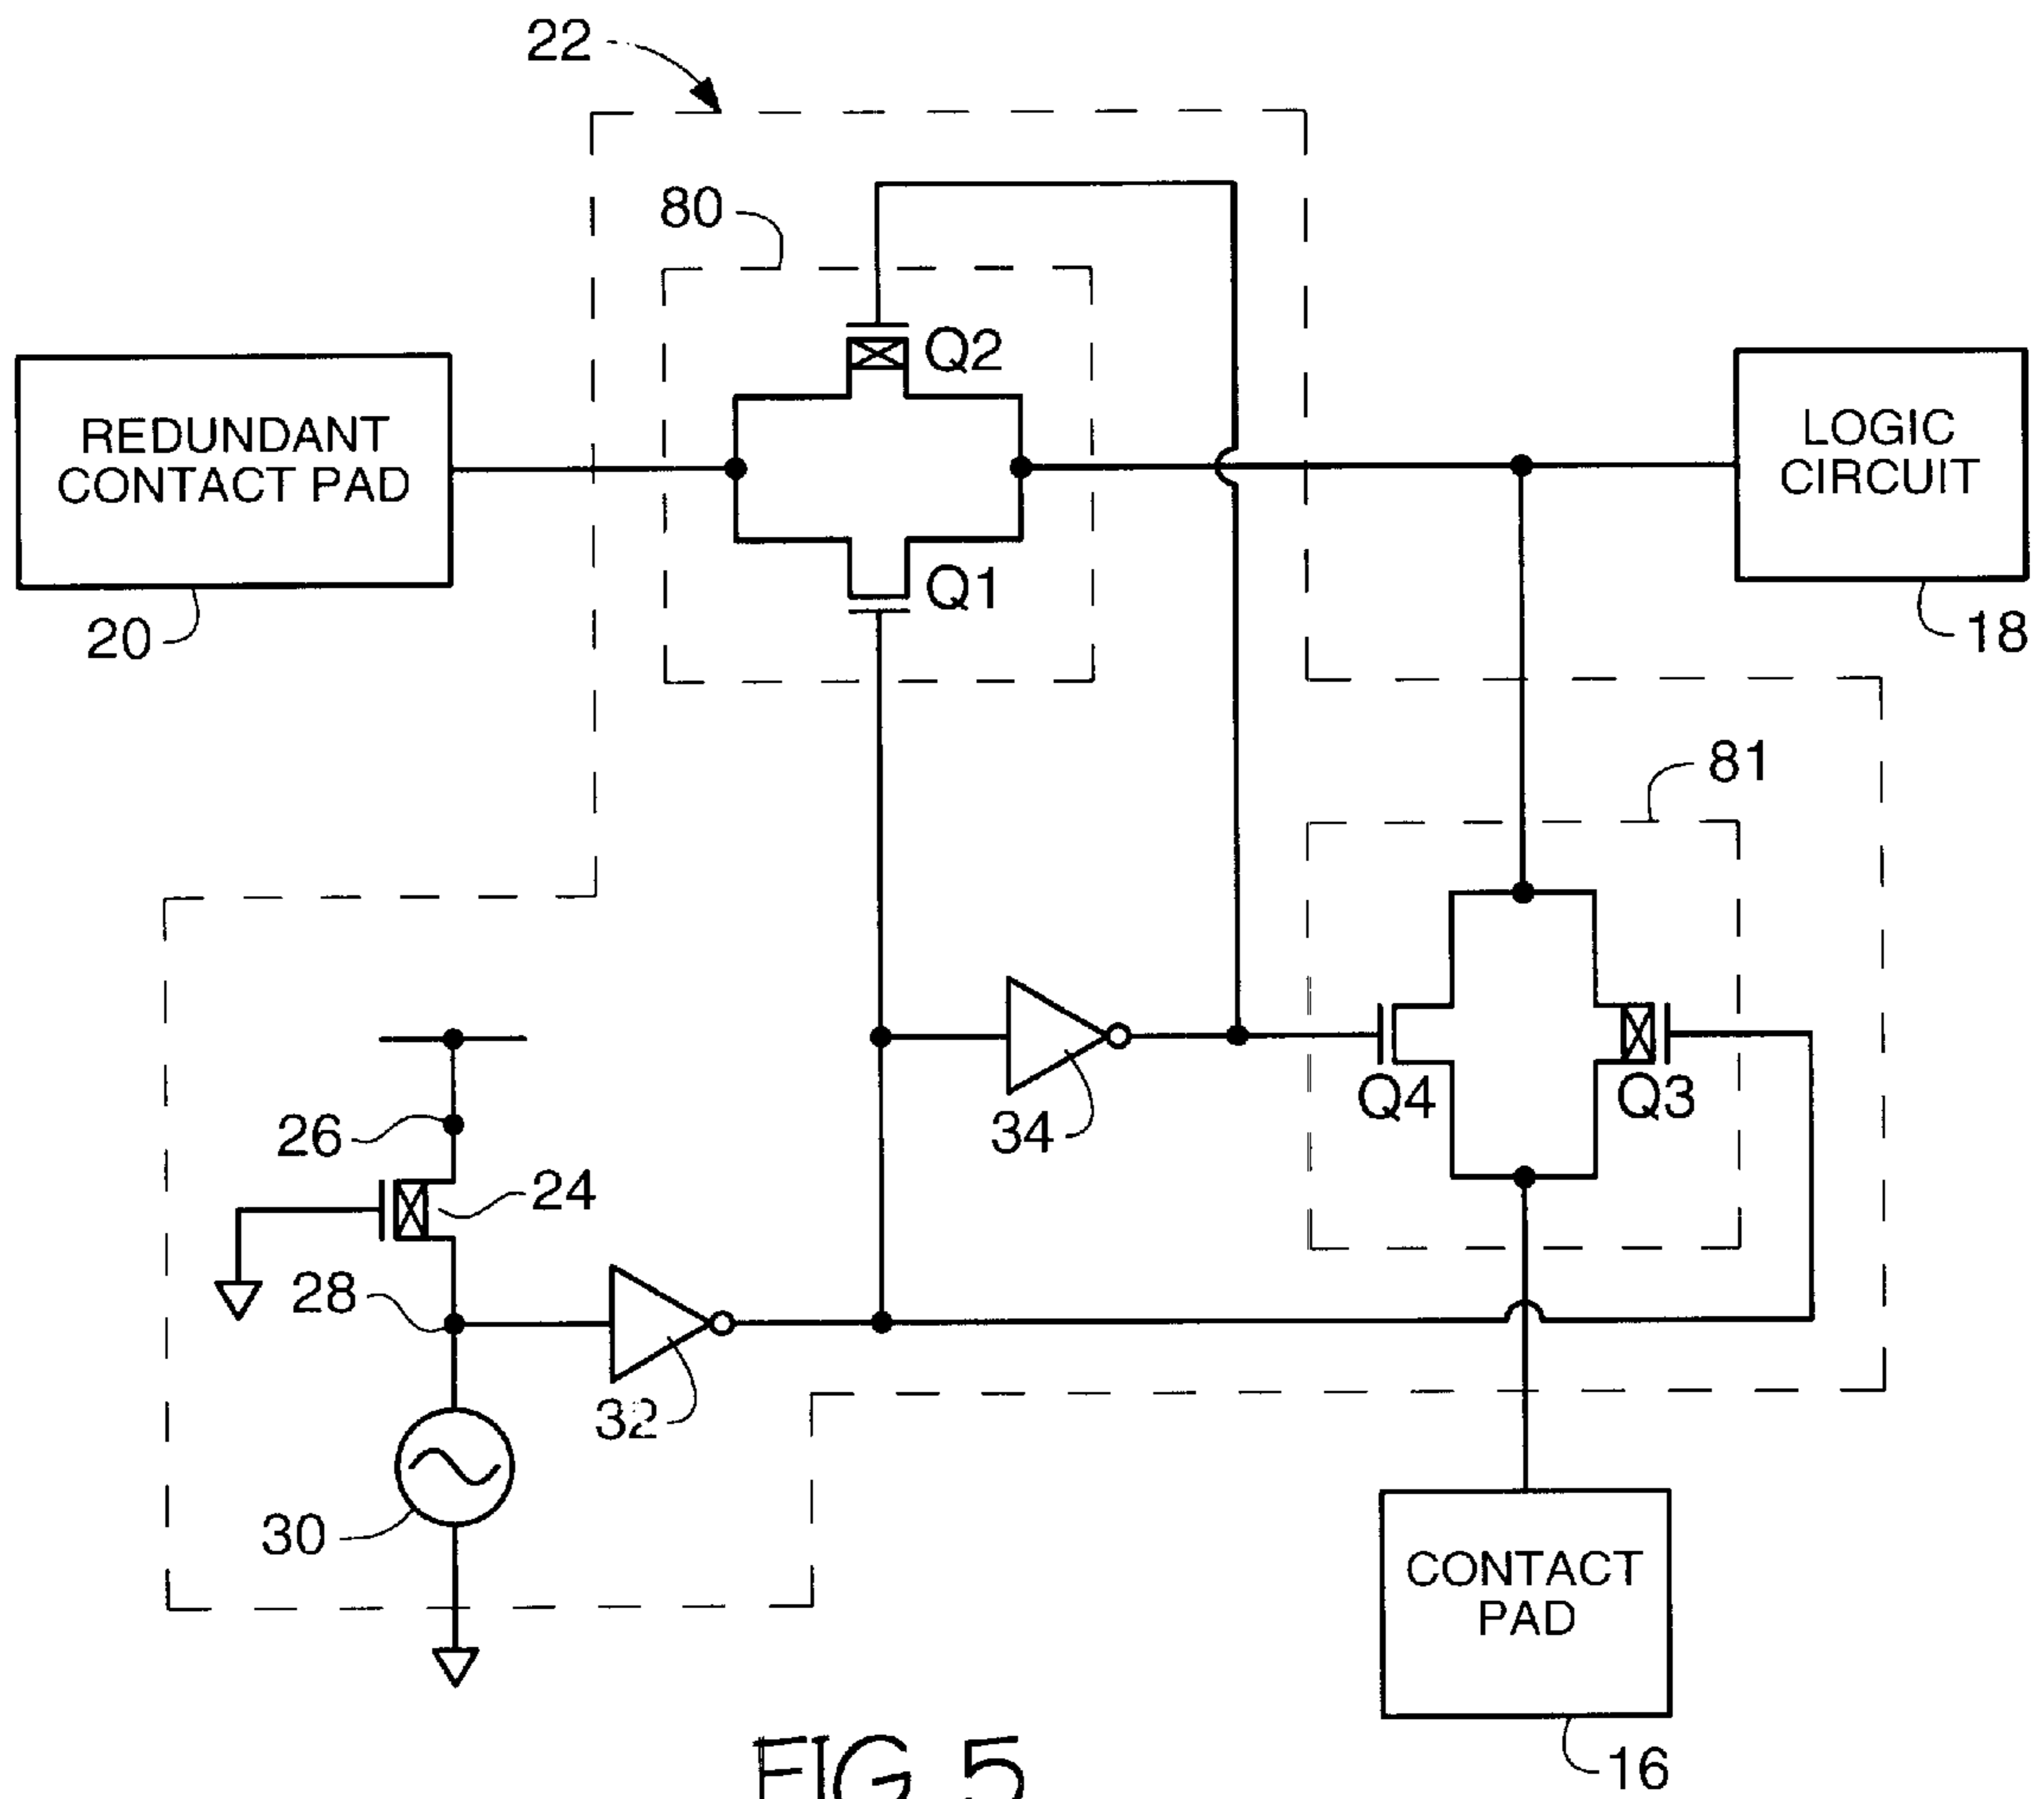 22
80
Q2
REDUNDANT
CONTACT PAD
LOGIC
CIRCUIT
Q1
20
18
81
34
Q4
Q3
26
24
28
32
30
CONTACT
PAD
16
FIG 5